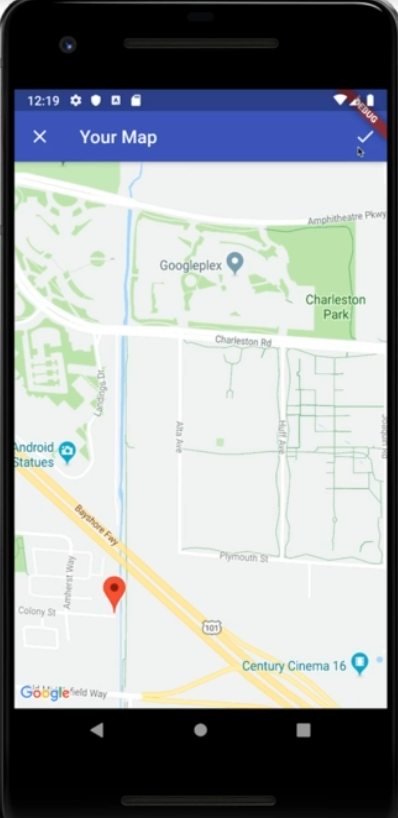 12:19
DEBUG
Your Map
Amphitheatre Pkwy
Googleplex
Charleston
Park
Charleston Rd
Landings Dr
Alta Ave
Huff Ave
Android
Statues
Bayshore Fwy
Plymouth St
Amherst Way
Colony St
101
Century Cinema 16
Google
field Way